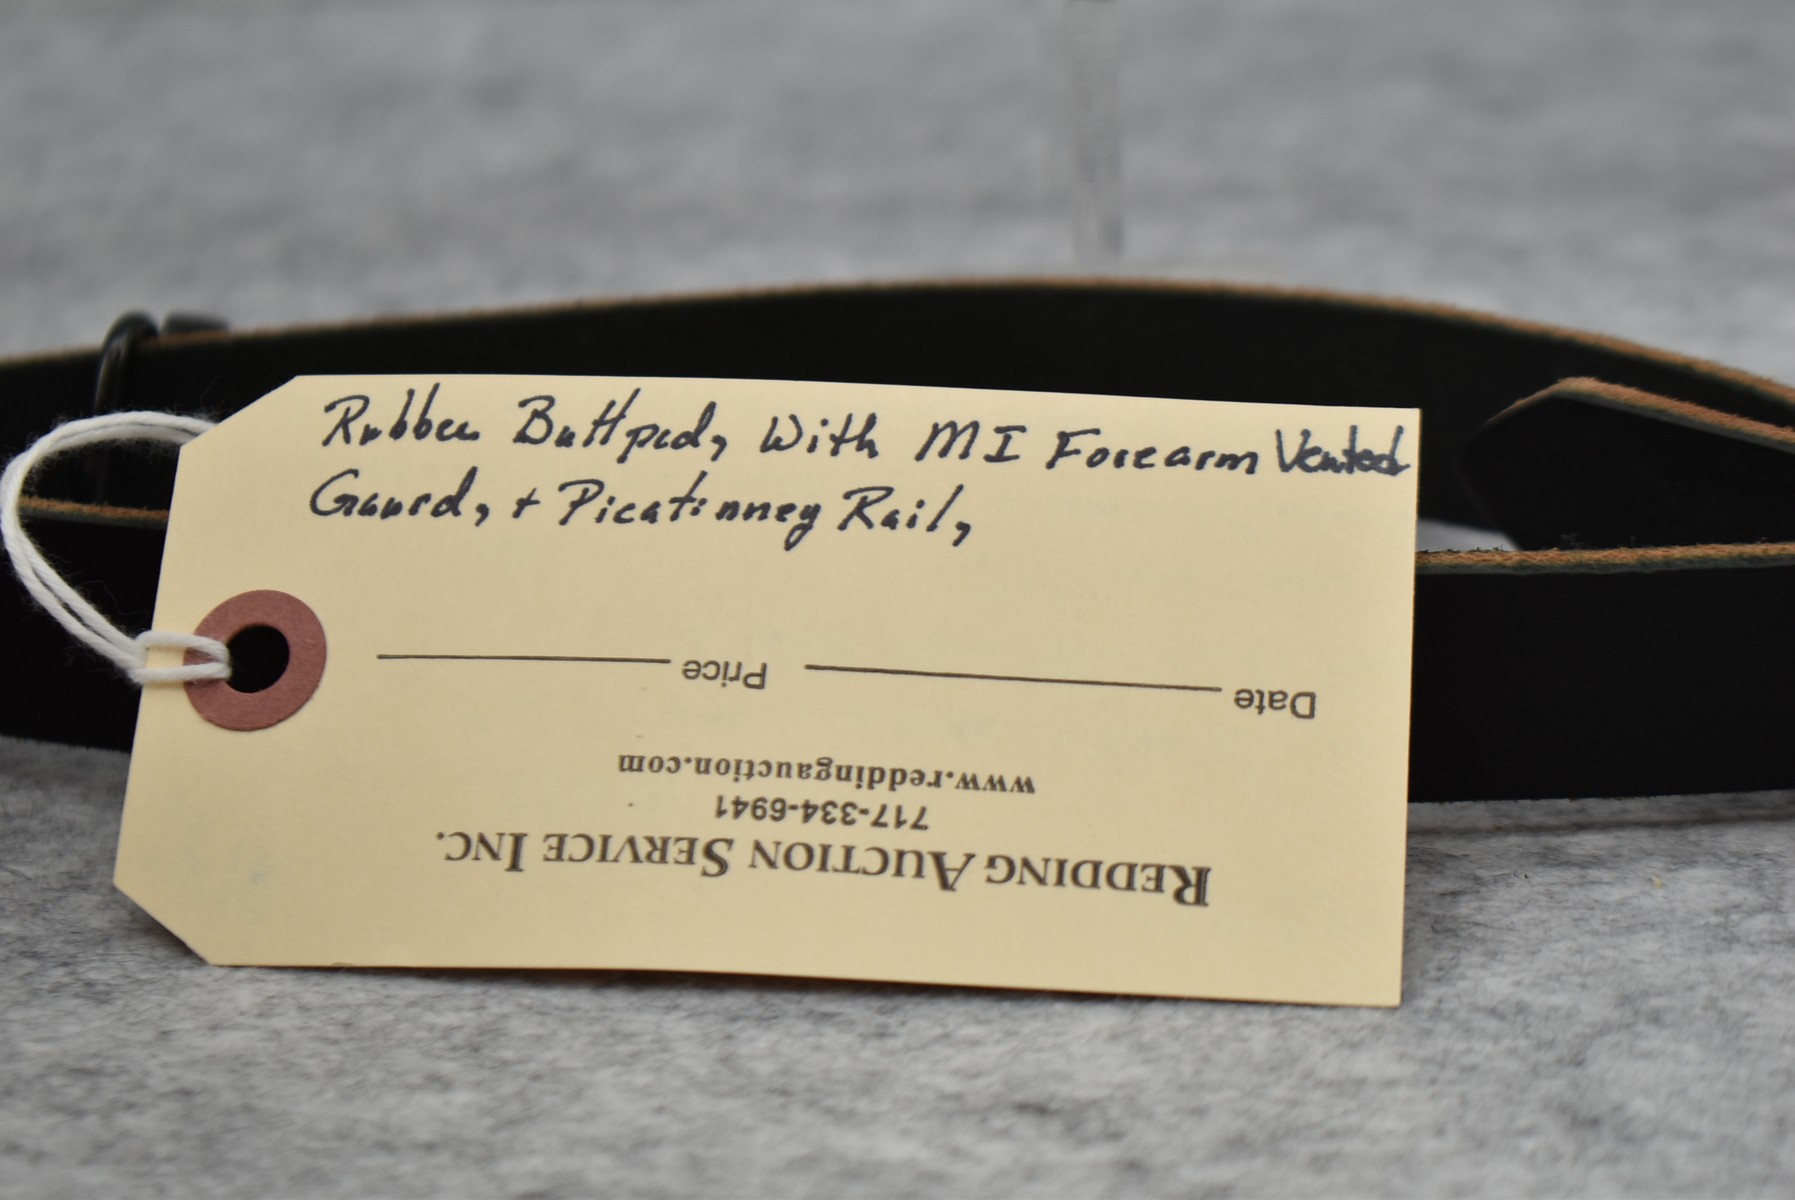 Rubber Buttpad, With MI Forearm Vented
Gaurd, + Picatinney Rail,
Date Price
www.reddingauction.com
717-334-6941
REDDING AUCTION SERVICE INC.